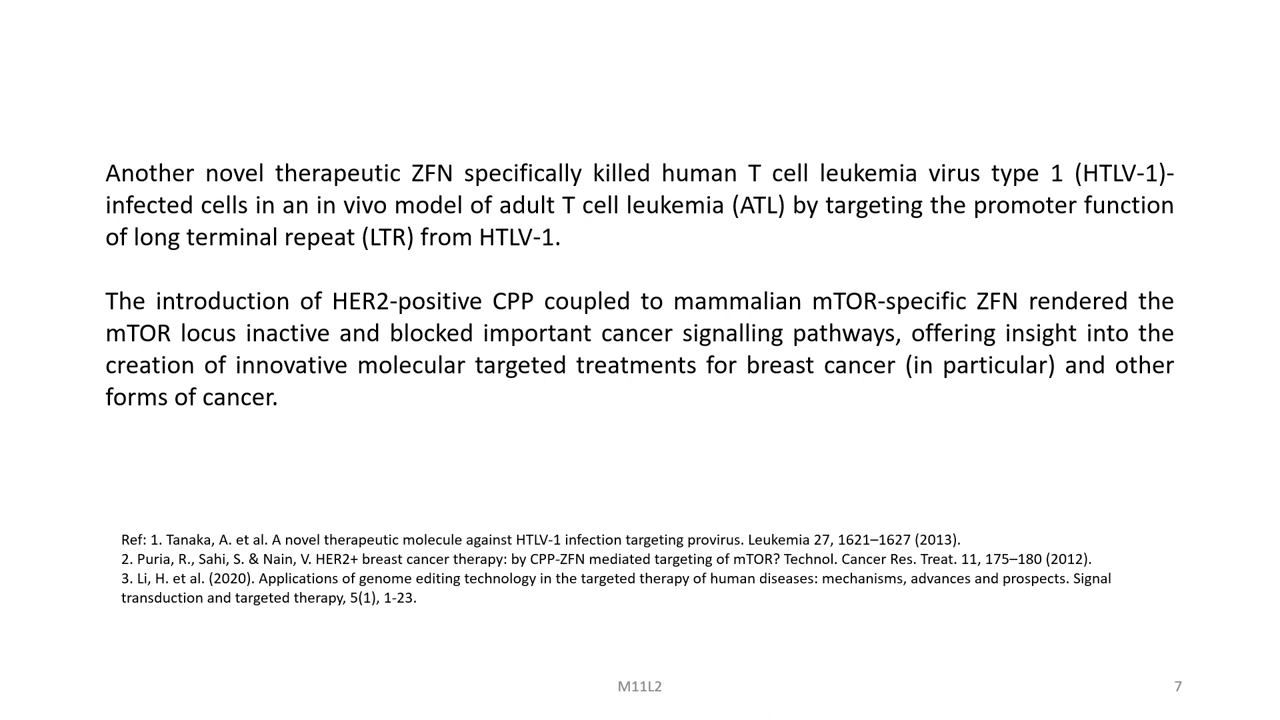 Another novel therapeutic ZFN specifically killed human T cell leukemia virus type 1 (HTLV-1)-
infected cells in an in vivo model of adult T cell leukemia (ATL) by targeting the promoter function
of long terminal repeat (LTR) from HTLV-1.
The introduction of HER2-positive CPP coupled to mammalian mTOR-specific ZFN rendered the
mTOR locus inactive and blocked important cancer signalling pathways, offering insight into the
creation of innovative molecular targeted treatments for breast cancer (in particular) and other
forms of cancer.
Ref: 1. Tanaka, A. et al. A novel therapeutic molecule against HTLV-1 infection targeting provirus. Leukemia 27, 1621–1627 (2013).
2. Puria, R., Sahi, S. & Nain, V. HER2+ breast cancer therapy: by CPP-ZFN mediated targeting of mTOR? Technol. Cancer Res. Treat. 11, 175–180 (2012).
3. Li, H. et al. (2020). Applications of genome editing technology in the targeted therapy of human diseases: mechanisms, advances and prospects. Signal
transduction and targeted therapy, 5(1), 1-23.
M11L2
7